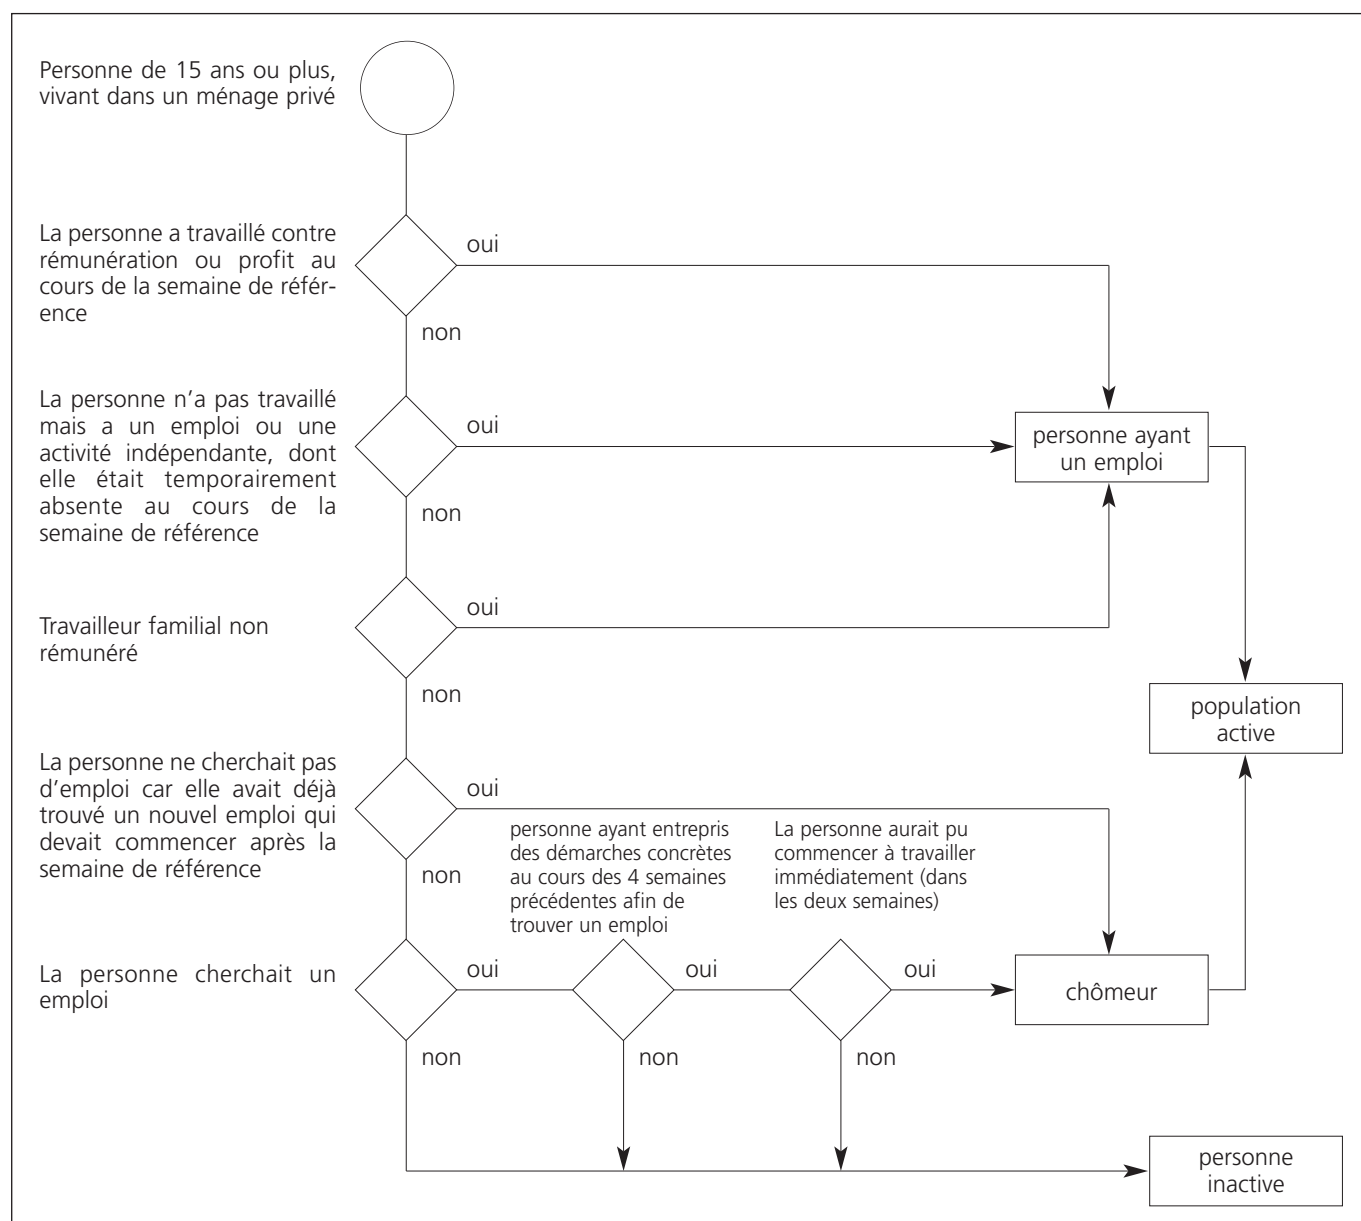 Personne de 15 ans ou plus,
vivant dans un ménage privé
La personne a travaillé contre
rémunération ou profit au
cours de la semaine de référ-
ence
oui
non
La personne n'a pas travaillé
mais a un emploi ou une
activité indépendante, dont
elle était temporairement
absente au cours de la
semaine de référence
oui
non
personne ayant
un emploi
Travailleur familial non
rémunéré
oui
non
population
active
La personne ne cherchait pas
d'emploi car elle avait déjà
trouvé un nouvel emploi qui
devait commencer après la
semaine de référence
oui
non
personne ayant entrepris
des démarches concrètes
au cours des 4 semaines
précédentes afin de
trouver un emploi
La personne aurait pu
commencer à travailler
immédiatement (dans
les deux semaines)
La personne cherchait un
emploi
oui
oui
oui
chômeur
non
non
non
personne
inactive